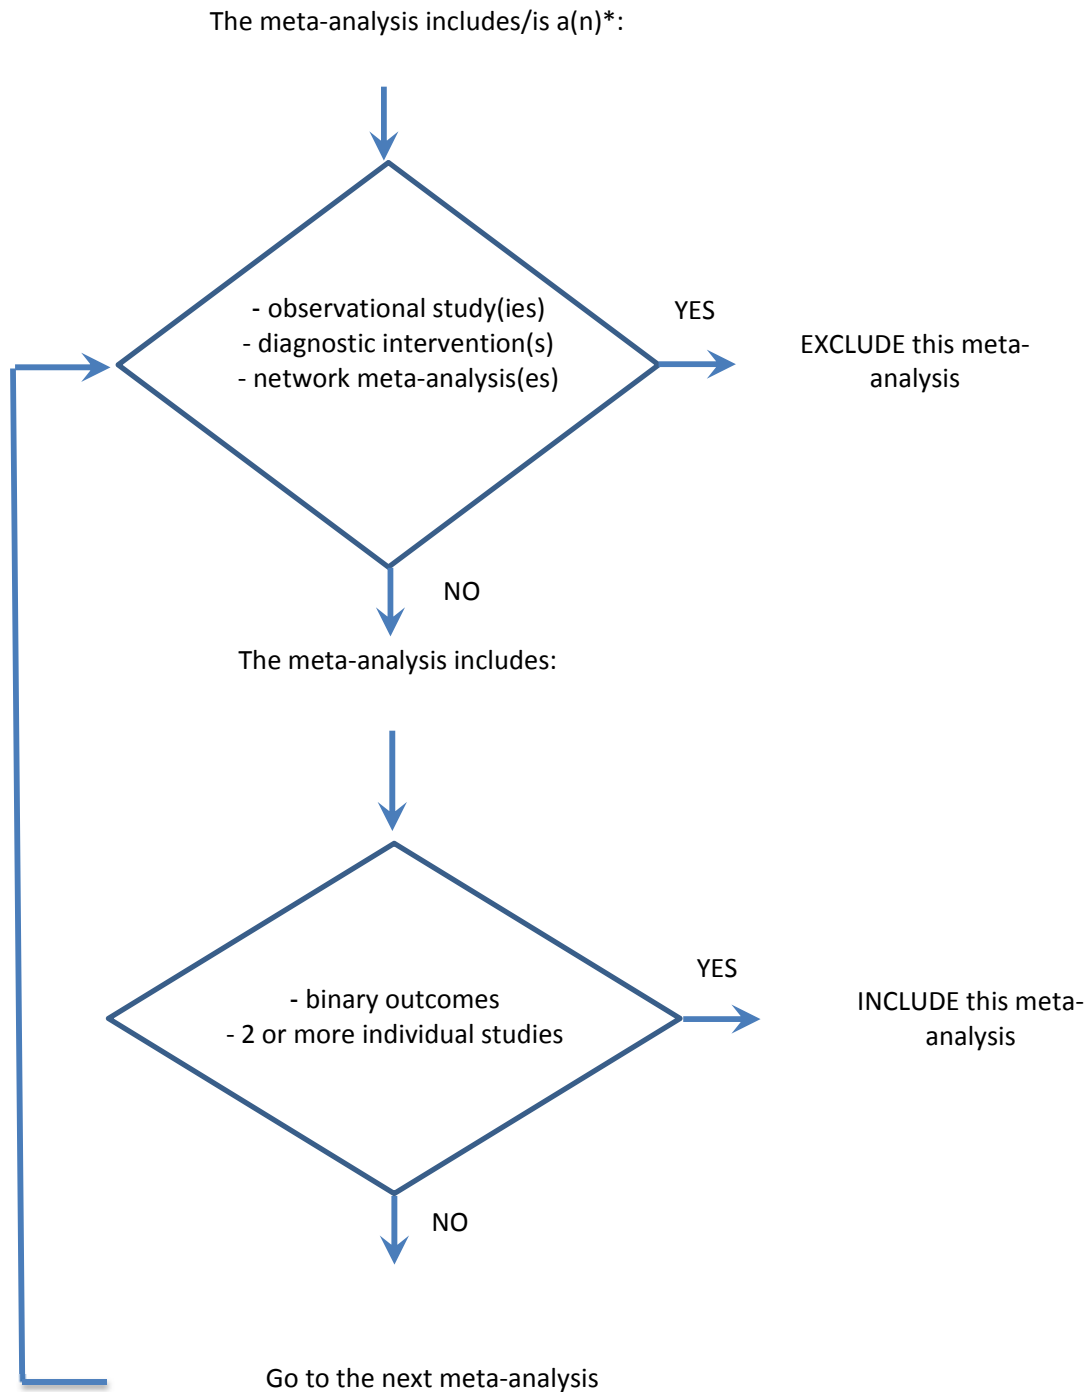 The meta-analysis includes/is a(n)*:
- observational study(ies)
- diagnostic intervention(s)
- network meta-analysis(es)
YES
EXCLUDE this meta-
analysis
NO
The meta-analysis includes:
- binary outcomes
- 2 or more individual studies
YES
INCLUDE this meta-
analysis
NO
Go to the next meta-analysis